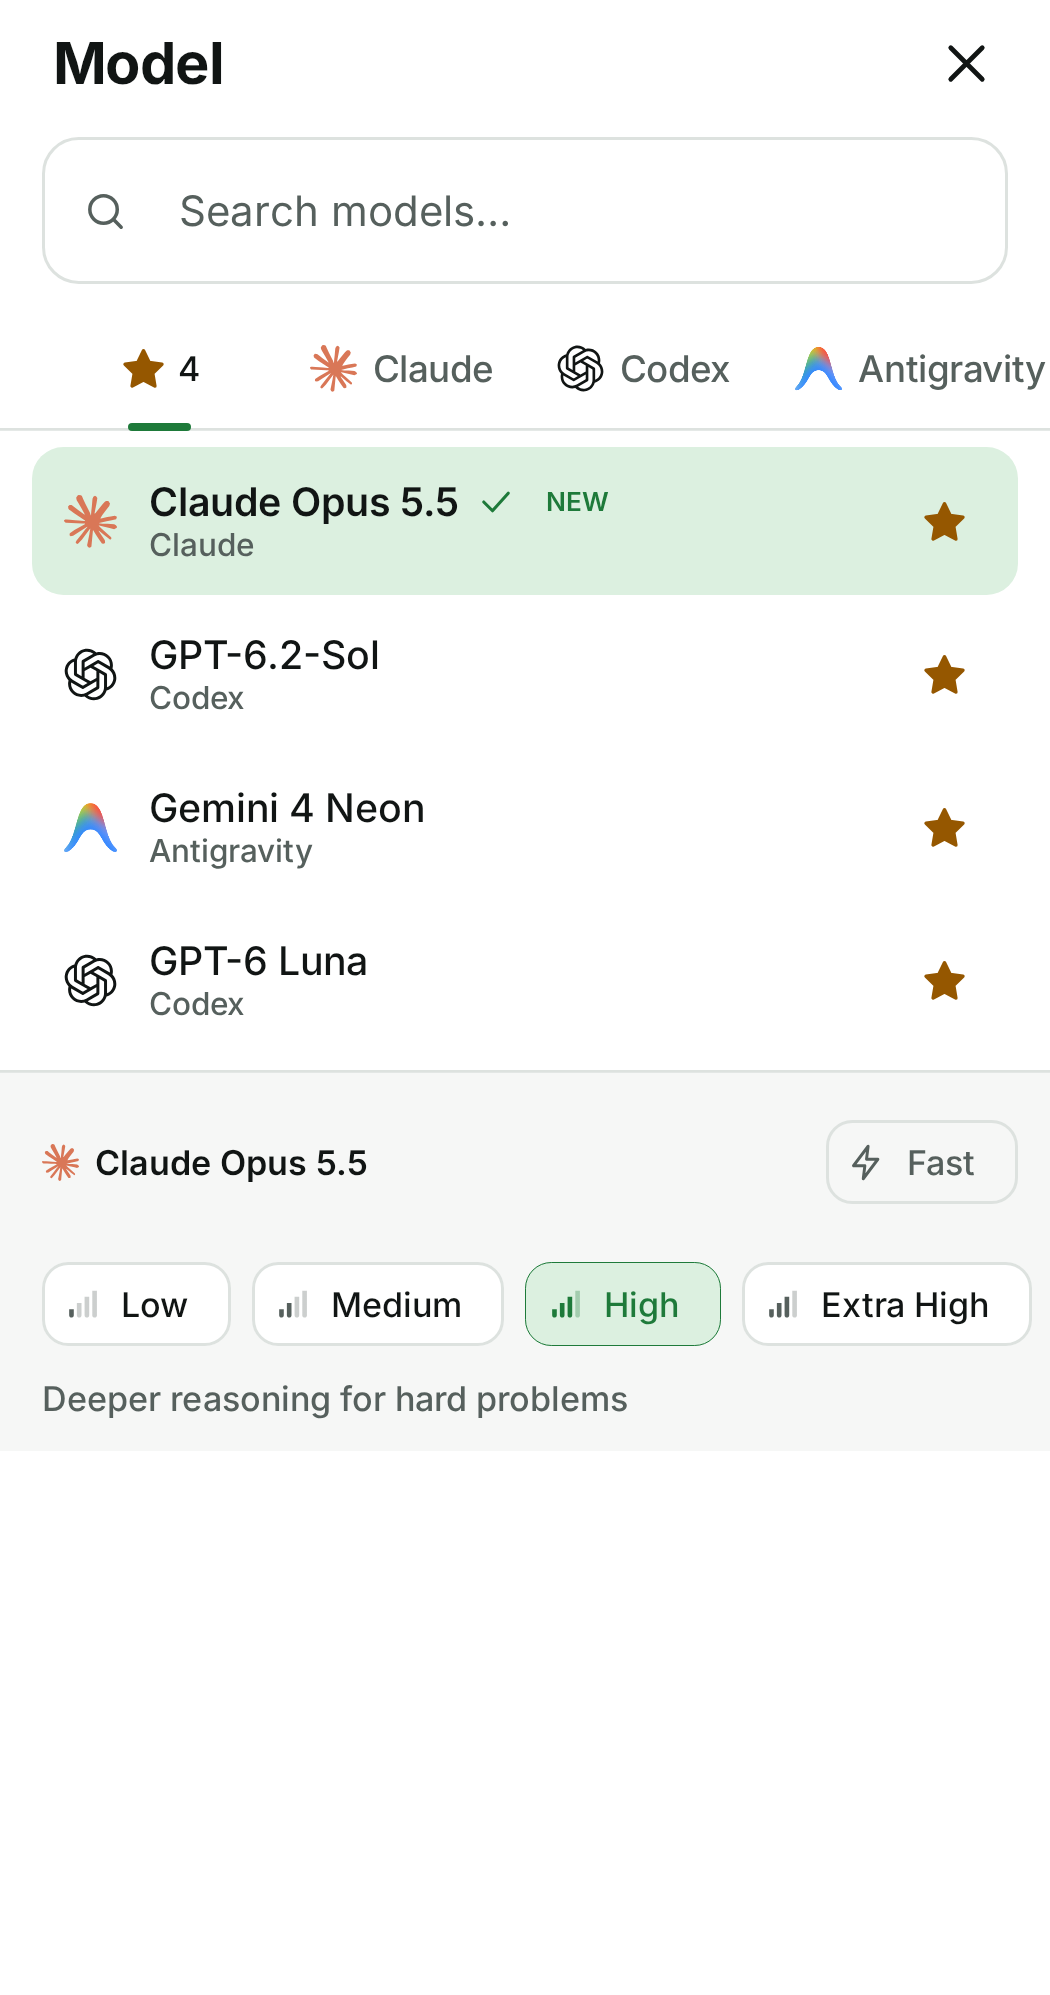 Model
Search models...
4
Claude
Codex
Antigravity
Claude Opus 5.5 NEW
Claude
GPT-6.2-Sol
Codex
Gemini 4 Neon
Antigravity
GPT-6 Luna
Codex
Claude Opus 5.5
Fast
Low
Medium
High
Extra High
Deeper reasoning for hard problems